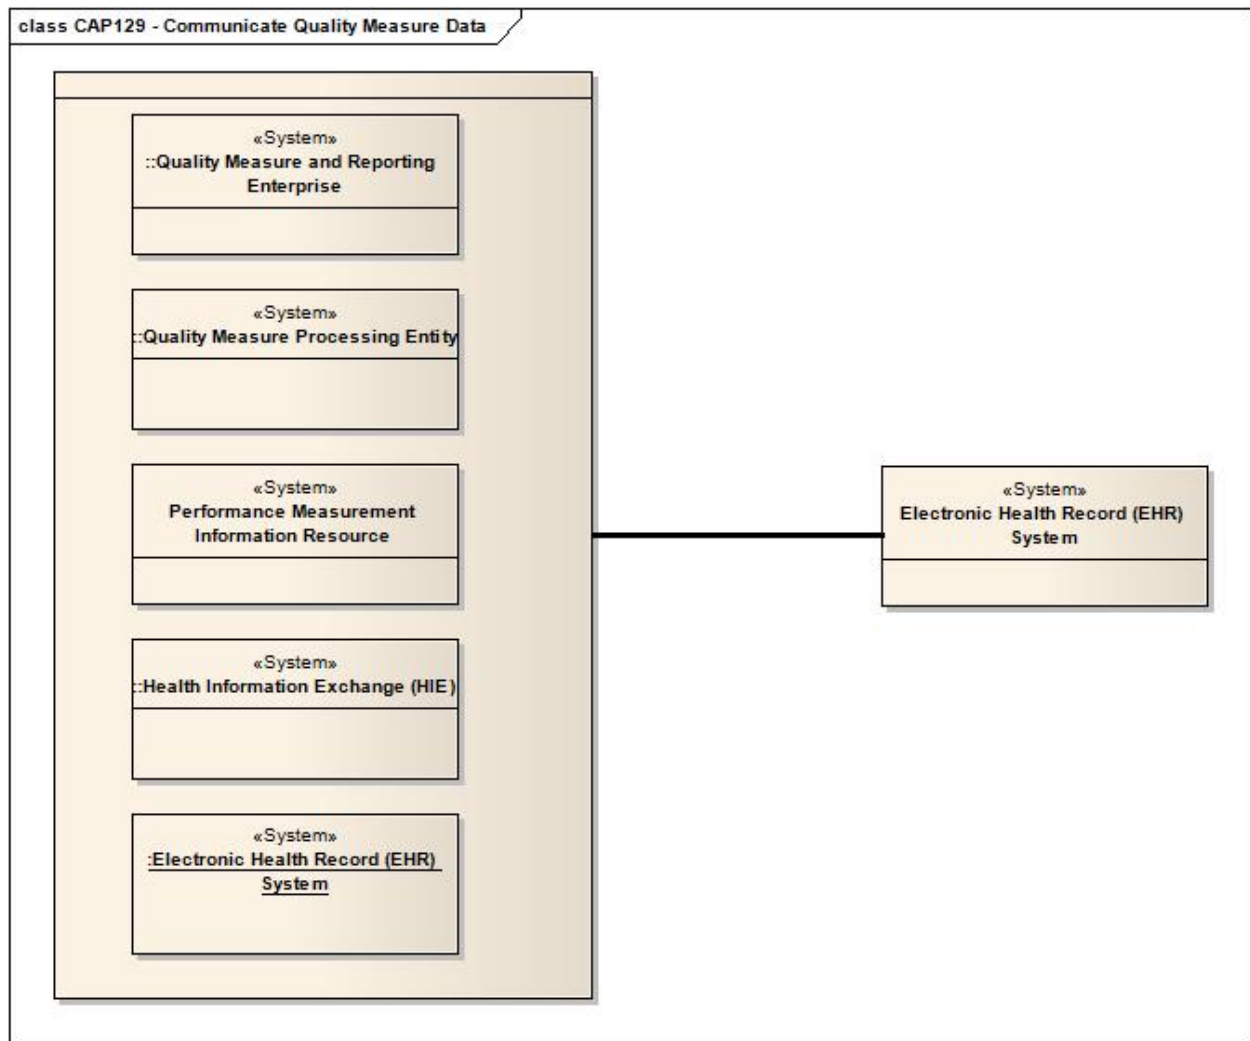 class CAP129 - Communicate Quality Measure Data
«System»
::Quality Measure and Reporting
Enterprise
«System»
::Quality Measure Processing Entity
«System»
Performance Measurement
Information Resource
«System»
::Health Information Exchange (HIE)
«System»
:Electronic Health Record (EHR)
System
«System»
Electronic Health Record (EHR)
System